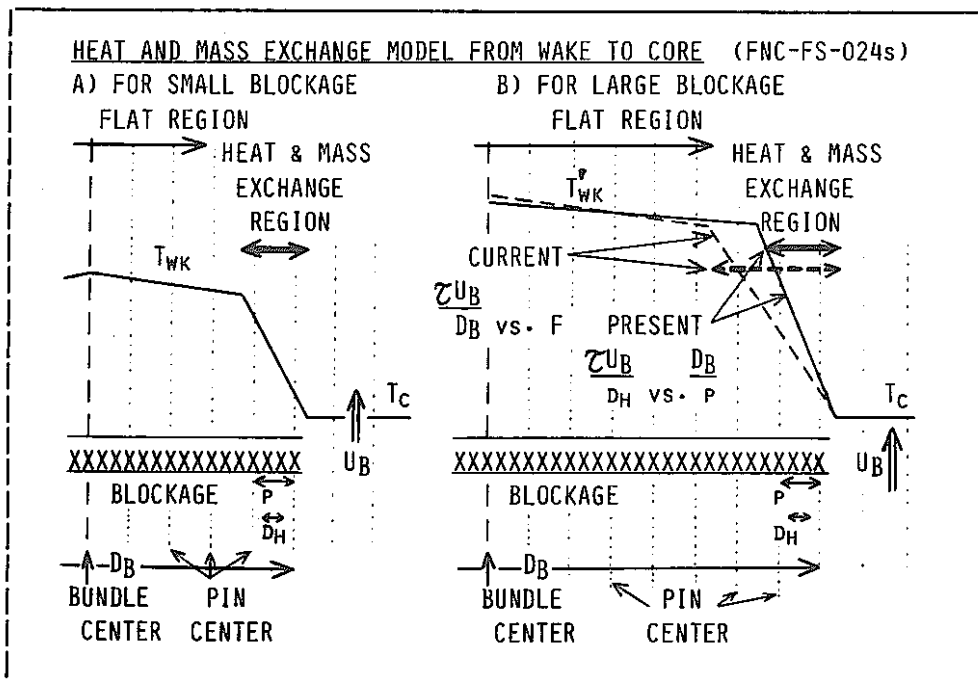 HEAT AND MASS EXCHANGE MODEL FROM WAKE TO CORE (FNC-FS-024s)
A) FOR SMALL BLOCKAGE
FLAT REGION
HEAT & MASS
EXCHANGE
REGION
TWK
TC
UB
XXXXXXXXXXXXXXXXX
BLOCKAGE
P
DH
DB
BUNDLE
CENTER
PIN
CENTER
B) FOR LARGE BLOCKAGE
FLAT REGION
HEAT & MASS
EXCHANGE
REGION
TWK
CURRENT
τUB
DB vs. F
PRESENT
τUB DB
DH vs. P
TC
UB
XXXXXXXXXXXXXXXXXXXXXXXXXXX
BLOCKAGE
P
DH
DB
BUNDLE
CENTER
PIN
CENTER